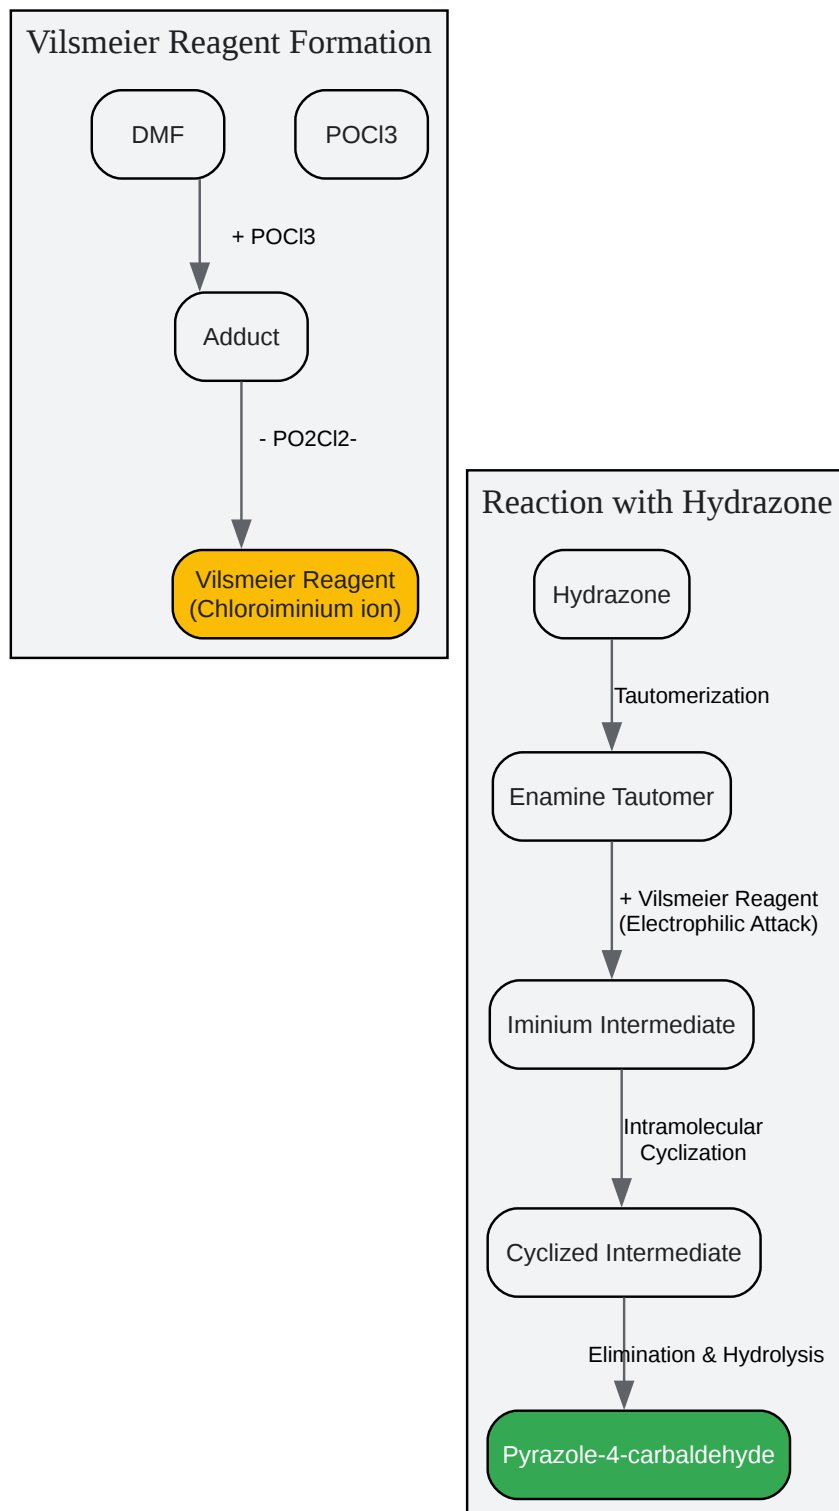 Vilsmeier Reagent Formation
DMF
POCl3
+ POCl3
Adduct
- PO2Cl2-
Vilsmeier Reagent
(Chloroiminium ion)
Reaction with Hydrazone
Hydrazone
Tautomerization
Enamine Tautomer
+ Vilsmeier Reagent
(Electrophilic Attack)
Iminium Intermediate
Intramolecular
Cyclization
Cyclized Intermediate
Elimination & Hydrolysis
Pyrazole-4-carbaldehyde